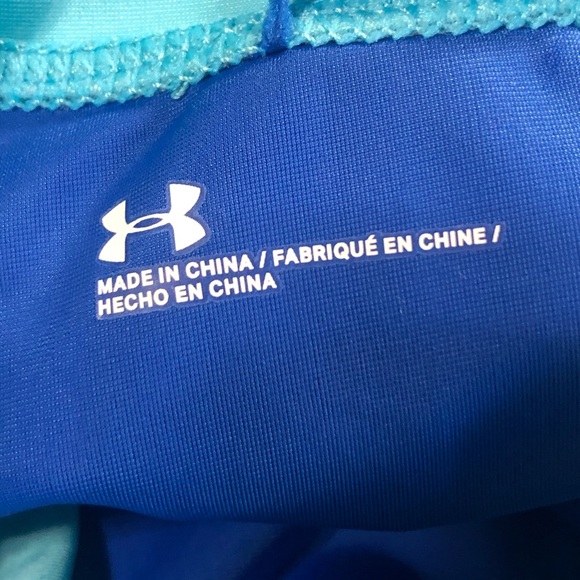 MADE IN CHINA / FABRIQUÉ EN CHINE /
HECHO EN CHINA